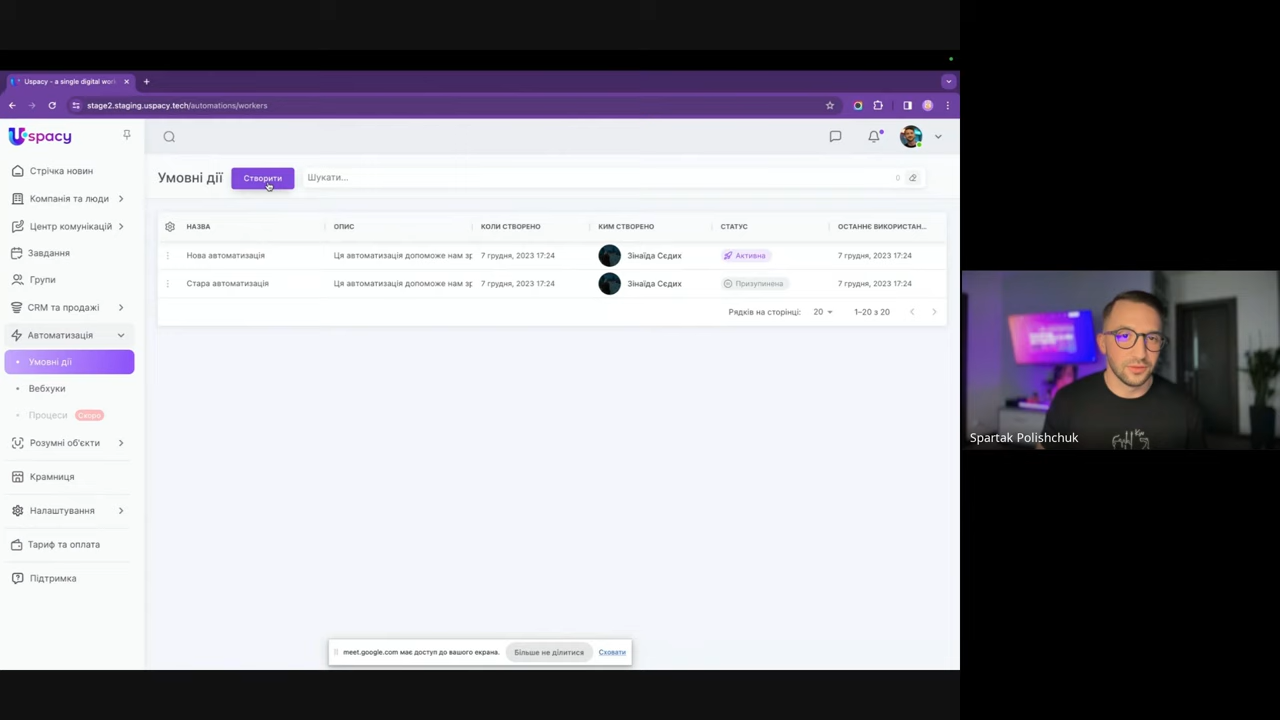 Uspacy - a single digital wor
stage2.staging.uspacy.tech/automations/workers
Uspacy
Стрічка новин
Компанія та люди
Центр комунікацій
Завдання
Групи
CRM та продажі
Автоматизація
Умовні дії
Вебхуки
Процеси Скоро
Розумні об'єкти
Крамниця
Налаштування
Тариф та оплата
Підтримка
Умовні дії Створити Шукати... 0
НАЗВА ОПИС КОЛИ СТВОРЕНО КИМ СТВОРЕНО СТАТУС ОСТАННЄ ВИКОРИСТАН...
Нова автоматизація Ця автоматизація допоможе нам зр 7 грудня, 2023 17:24 Зінаїда Сєдих Активна 7 грудня, 2023 17:24
Стара автоматизація Ця автоматизація допоможе нам зр 7 грудня, 2023 17:24 Зінаїда Сєдих Призупинена 7 грудня, 2023 17:24
Рядків на сторінці: 20 1–20 з 20
meet.google.com має доступ до вашого екрана. Більше не ділитися Сховати
Spartak Polishchuk